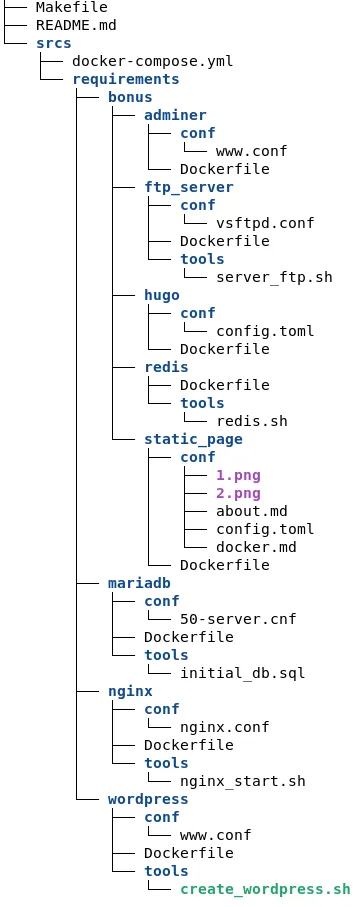 Makefile
README.md
srcs
docker-compose.yml
requirements
bonus
adminer
conf
www.conf
Dockerfile
ftp_server
conf
vsftpd.conf
Dockerfile
tools
server_ftp.sh
hugo
conf
config.toml
Dockerfile
redis
Dockerfile
tools
redis.sh
static_page
conf
1.png
2.png
about.md
config.toml
docker.md
Dockerfile
mariadb
conf
50-server.cnf
Dockerfile
tools
initial_db.sql
nginx
conf
nginx.conf
Dockerfile
tools
nginx_start.sh
wordpress
conf
www.conf
Dockerfile
tools
create_wordpress.sh